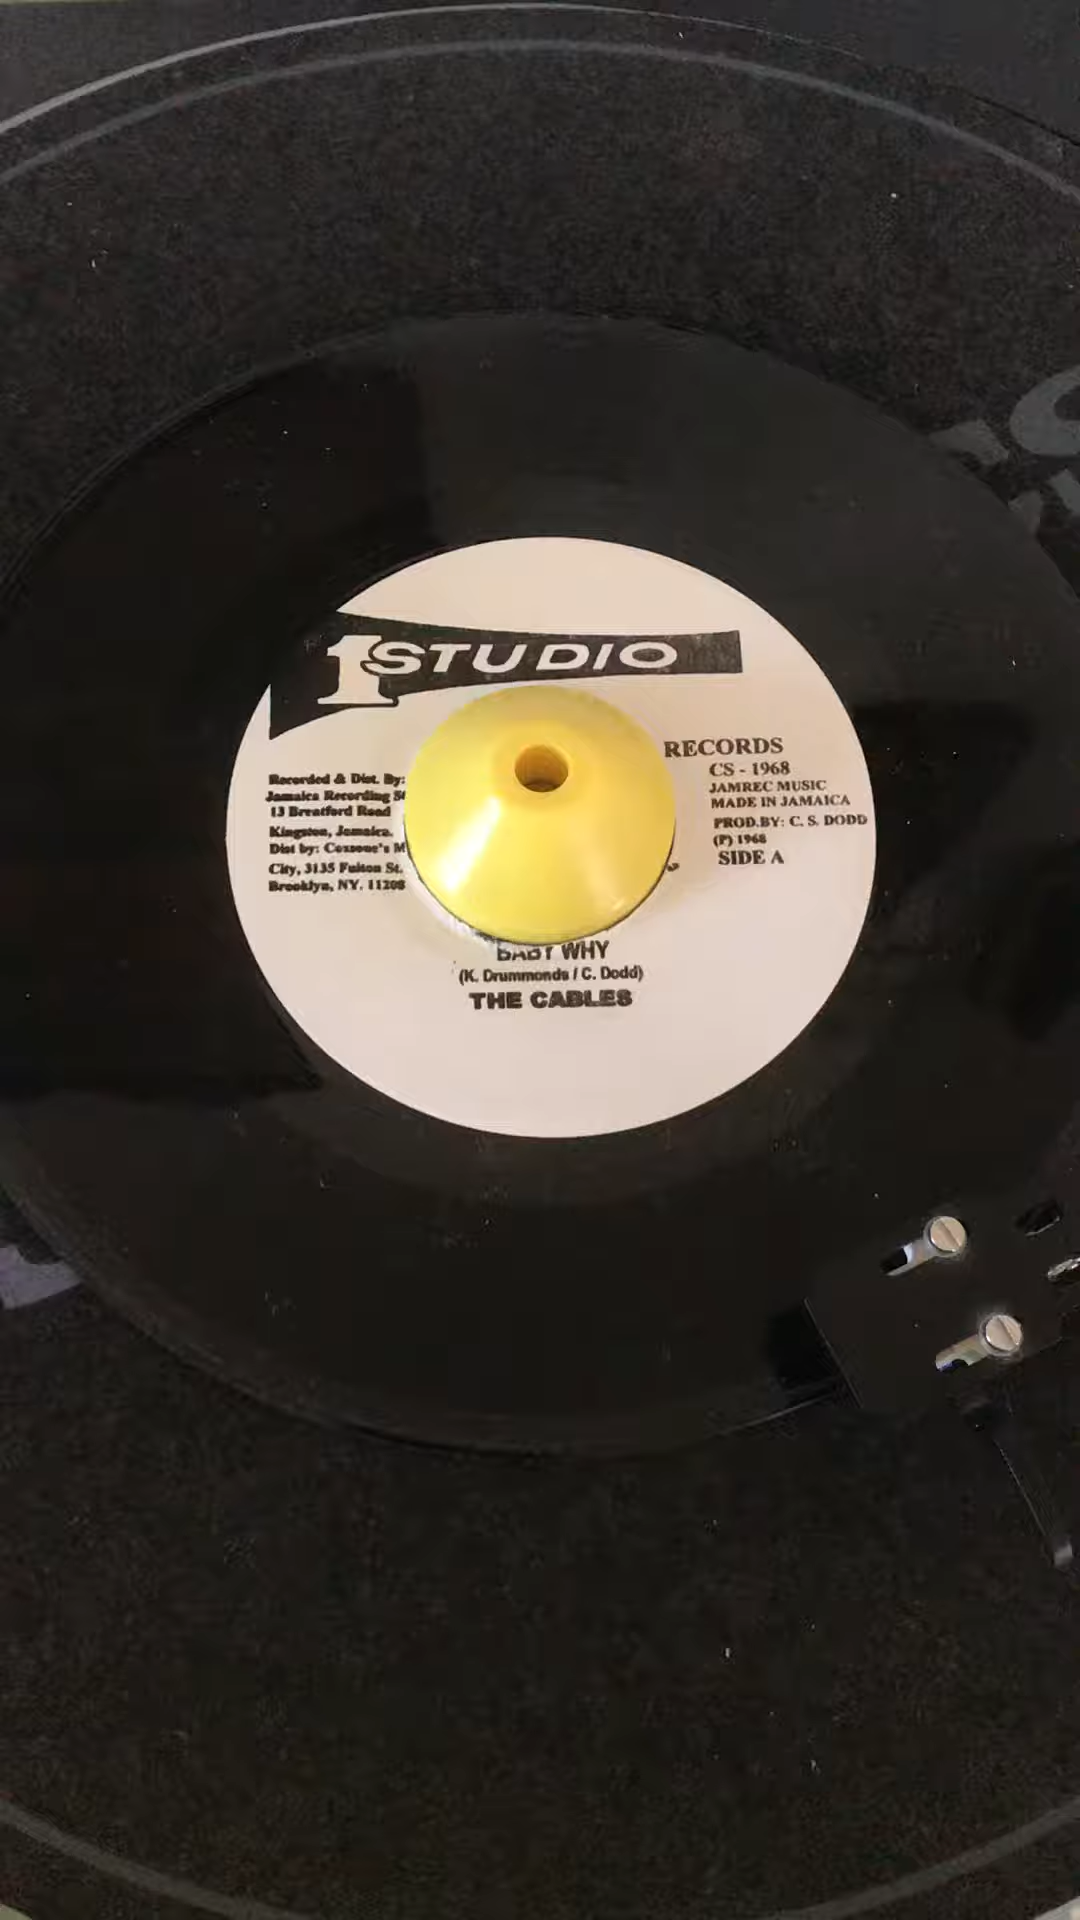 1 STUDIO
RECORDS
CS - 1968
JAMREC MUSIC
MADE IN JAMAICA
PROD.BY: C. S. DODD
(P) 1968
SIDE A
Recorded & Dist. By:
Jamaica Recording
13 Brentford Road
Kingston, Jamaica.
Dist by: Coxsone's
City, 3135 Fulton St.
Brooklyn, NY. 11208
BABY WHY
(K. Drummonds / C. Dodd)
THE CABLES